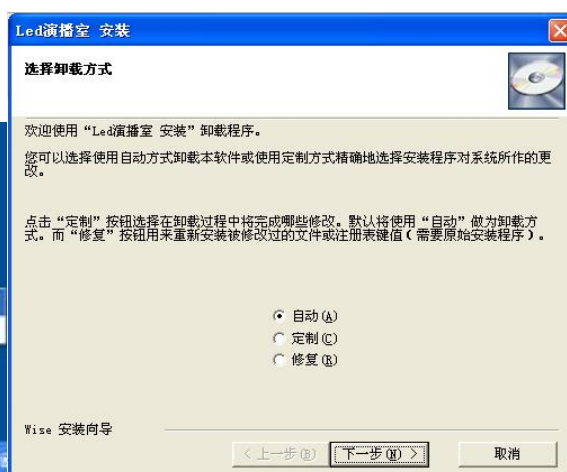 Led演播室 安装
选择卸载方式
欢迎使用“Led演播室 安装”卸载程序。
您可以选择使用自动方式卸载本软件或使用定制方式精确地选择安装程序对系统所作的更
改。
点击“定制”按钮选择在卸载过程中将完成哪些修改。默认将使用“自动”做为卸载方
式。而“修复”按钮用来重新安装被修改过的文件或注册表键值(需要原始安装程序)。
自动(A)
定制(C)
修复(R)
Wise 安装向导
<上一步(B)
下一步(N)>
取消